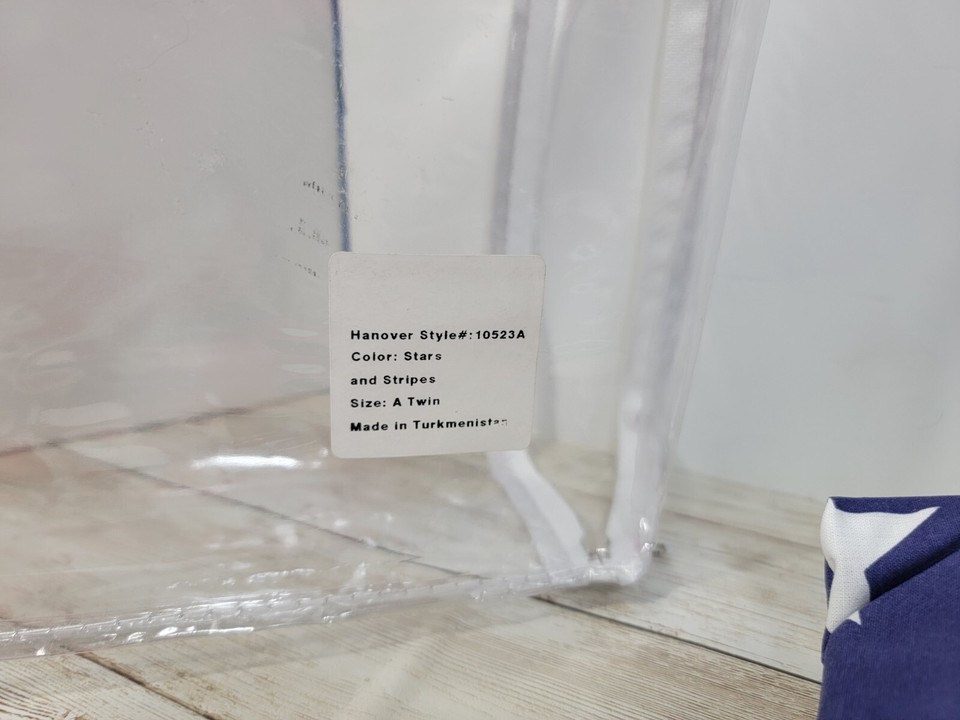 Hanover Style#: 10523A
Color: Stars
and Stripes
Size: A Twin
Made in Turkmenistan